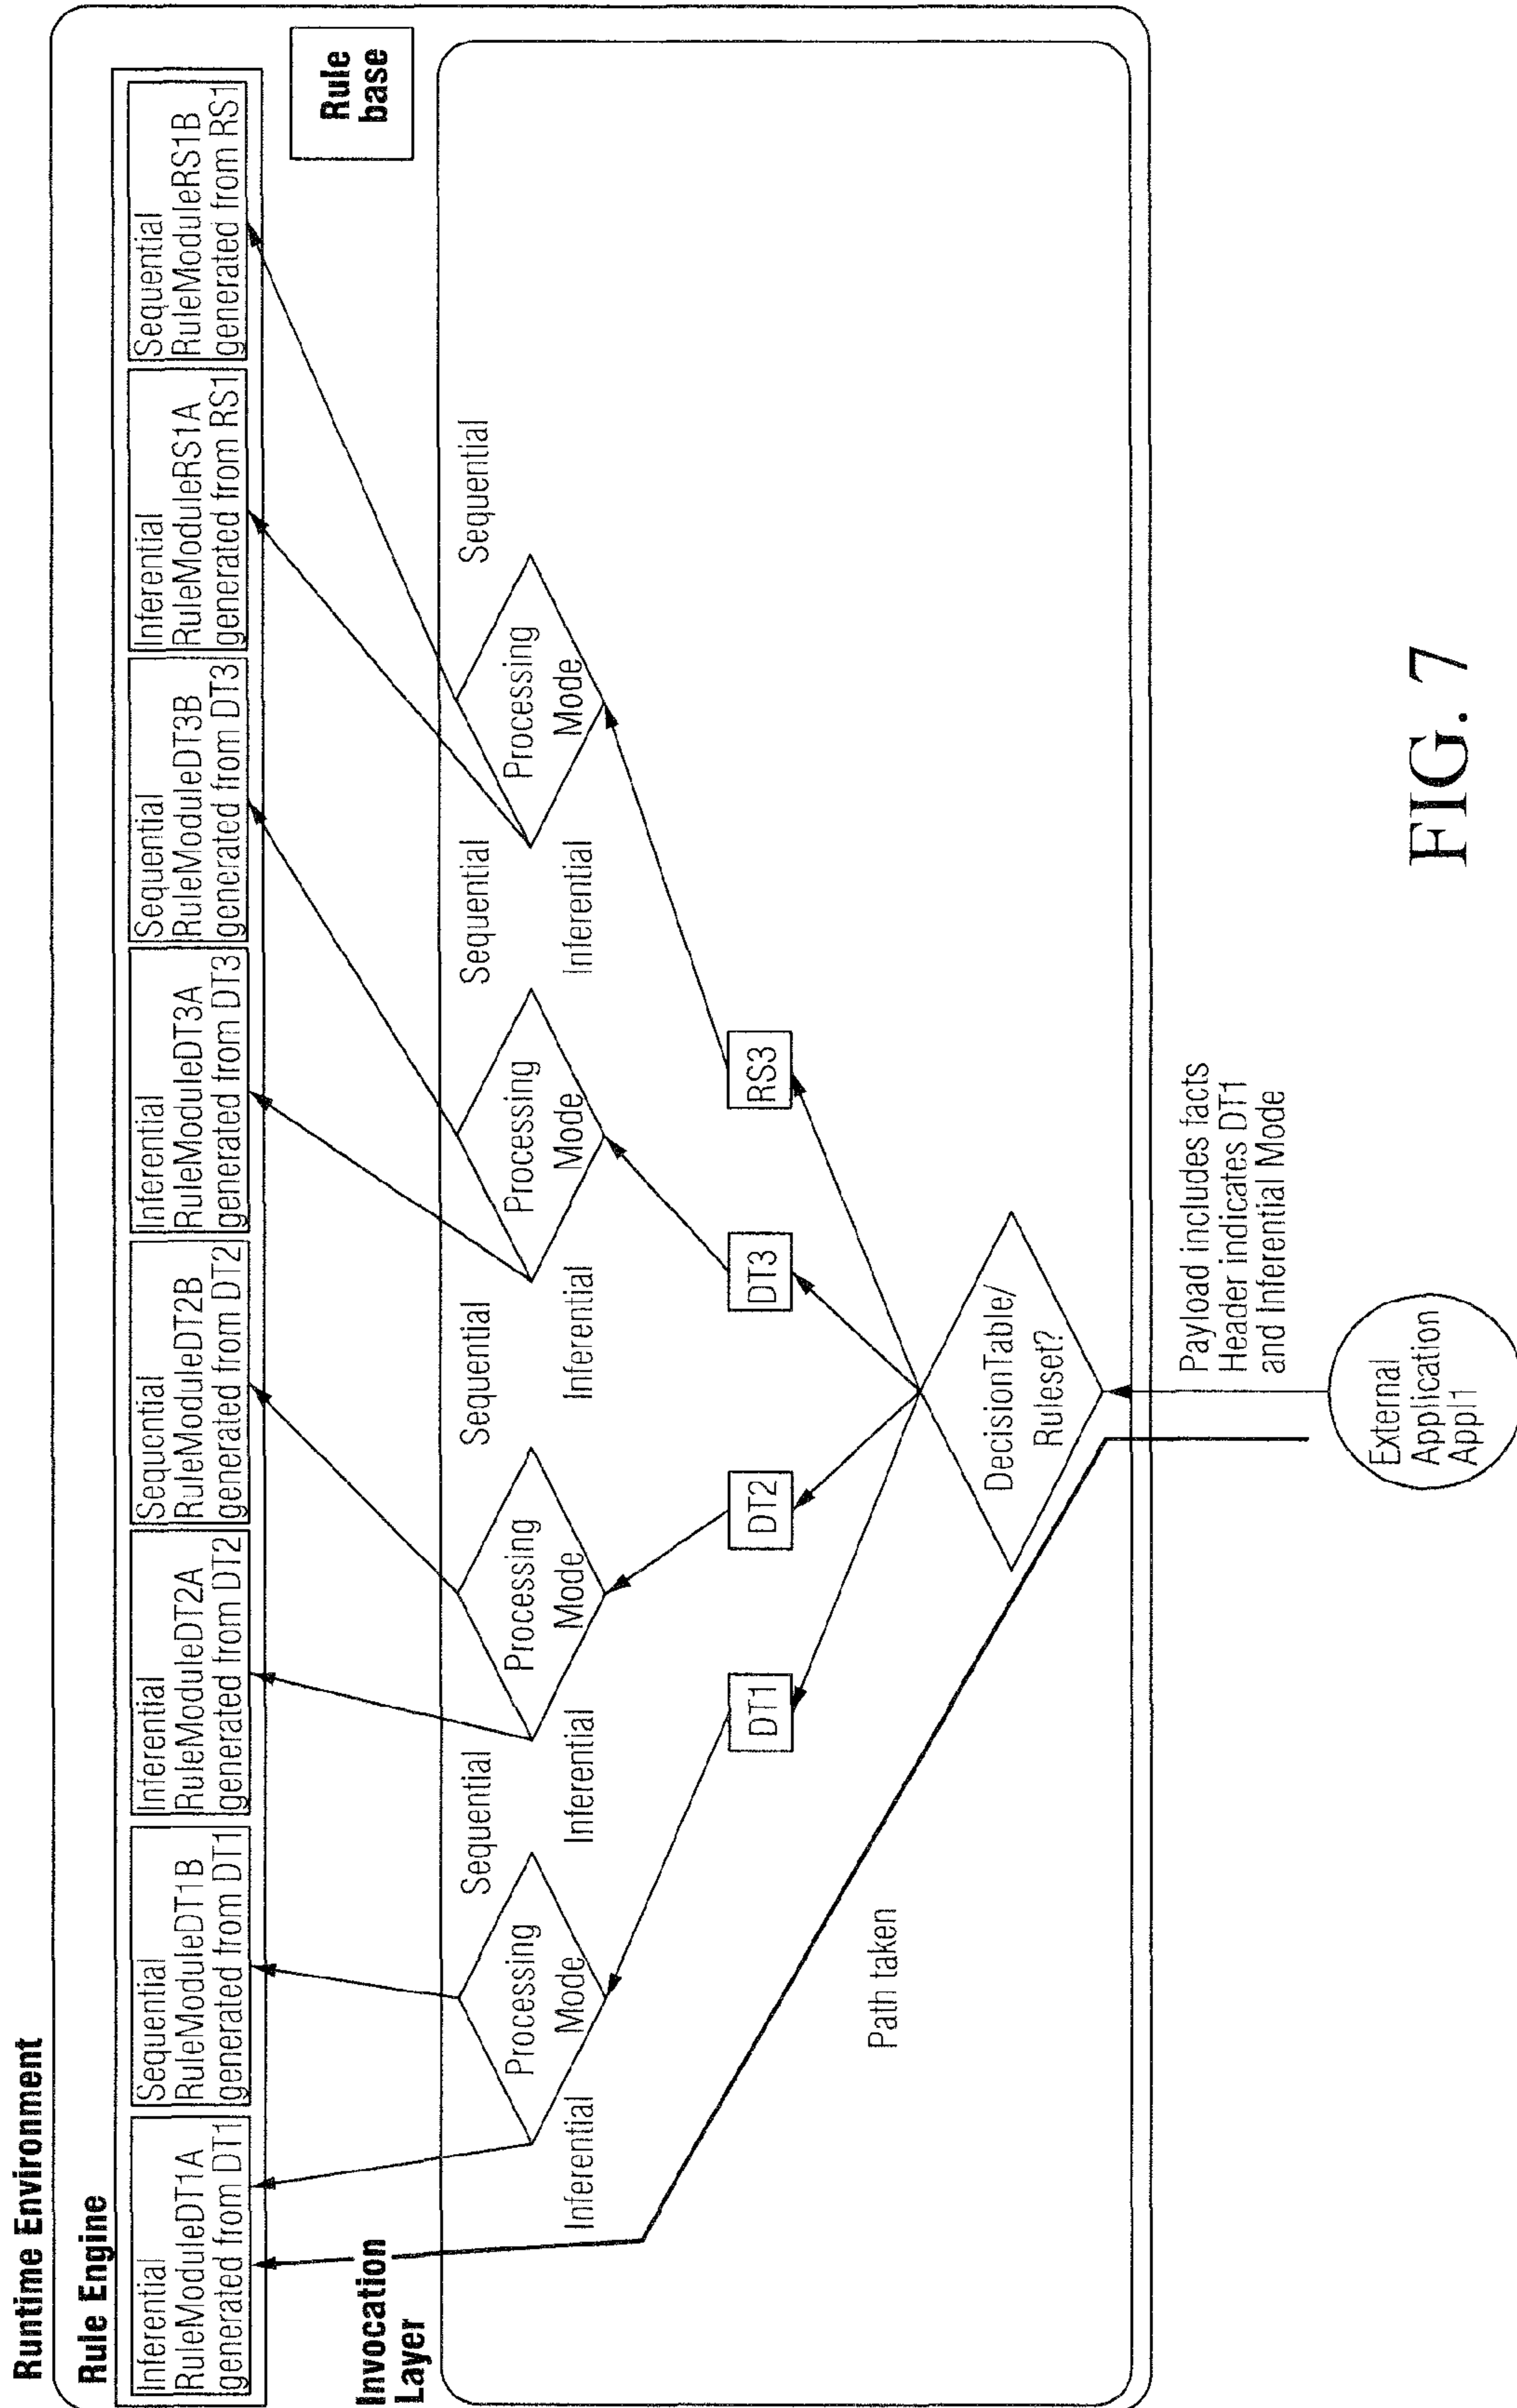 Runtime Environment
Rule Engine
Inferential
RuleModuleDT1A
generated from DT1
Sequential
RuleModuleDT1B
generated from DT1
Inferential
RuleModuleDT2A
generated from DT2
Sequential
RuleModuleDT2B
generated from DT2
Inferential
RuleModuleDT3A
generated from DT3
Sequential
RuleModuleDT3B
generated from DT3
Inferential
RuleModuleRS1A
generated from RS1
Sequential
RuleModuleRS1B
generated from RS1
Rule
base
Invocation
Layer
Inferential
Processing
Mode
Sequential
Inferential
Processing
Mode
Sequential
Inferential
Processing
Mode
Sequential
Inferential
Processing
Mode
Sequential
DT1
DT2
DT3
RS3
Path taken
DecisionTable/
Ruleset?
Payload includes facts
Header indicates DT1
and Inferential Mode
External
Application
Appl1
FIG. 7